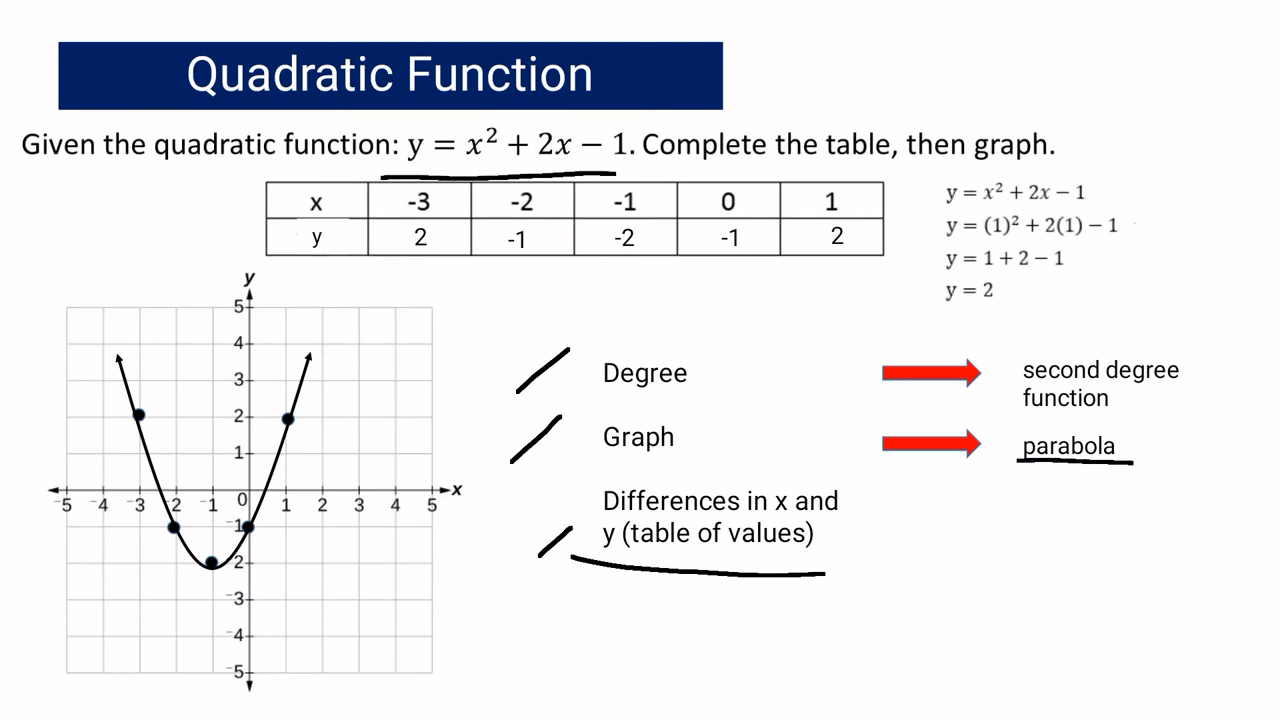 Quadratic Function
Given the quadratic function: y = x² + 2x − 1. Complete the table, then graph.
x -3 -2 -1 0 1
y 2 -1 -2 -1 2
y = x² + 2x − 1
y = (1)² + 2(1) − 1
y = 1 + 2 − 1
y = 2
y
5
4
3
2
1
-5 -4 -3 -2 -1 0 1 2 3 4 5 x
-1
-2
-3
-4
-5
Degree
second degree
function
Graph
parabola
Differences in x and
y (table of values)